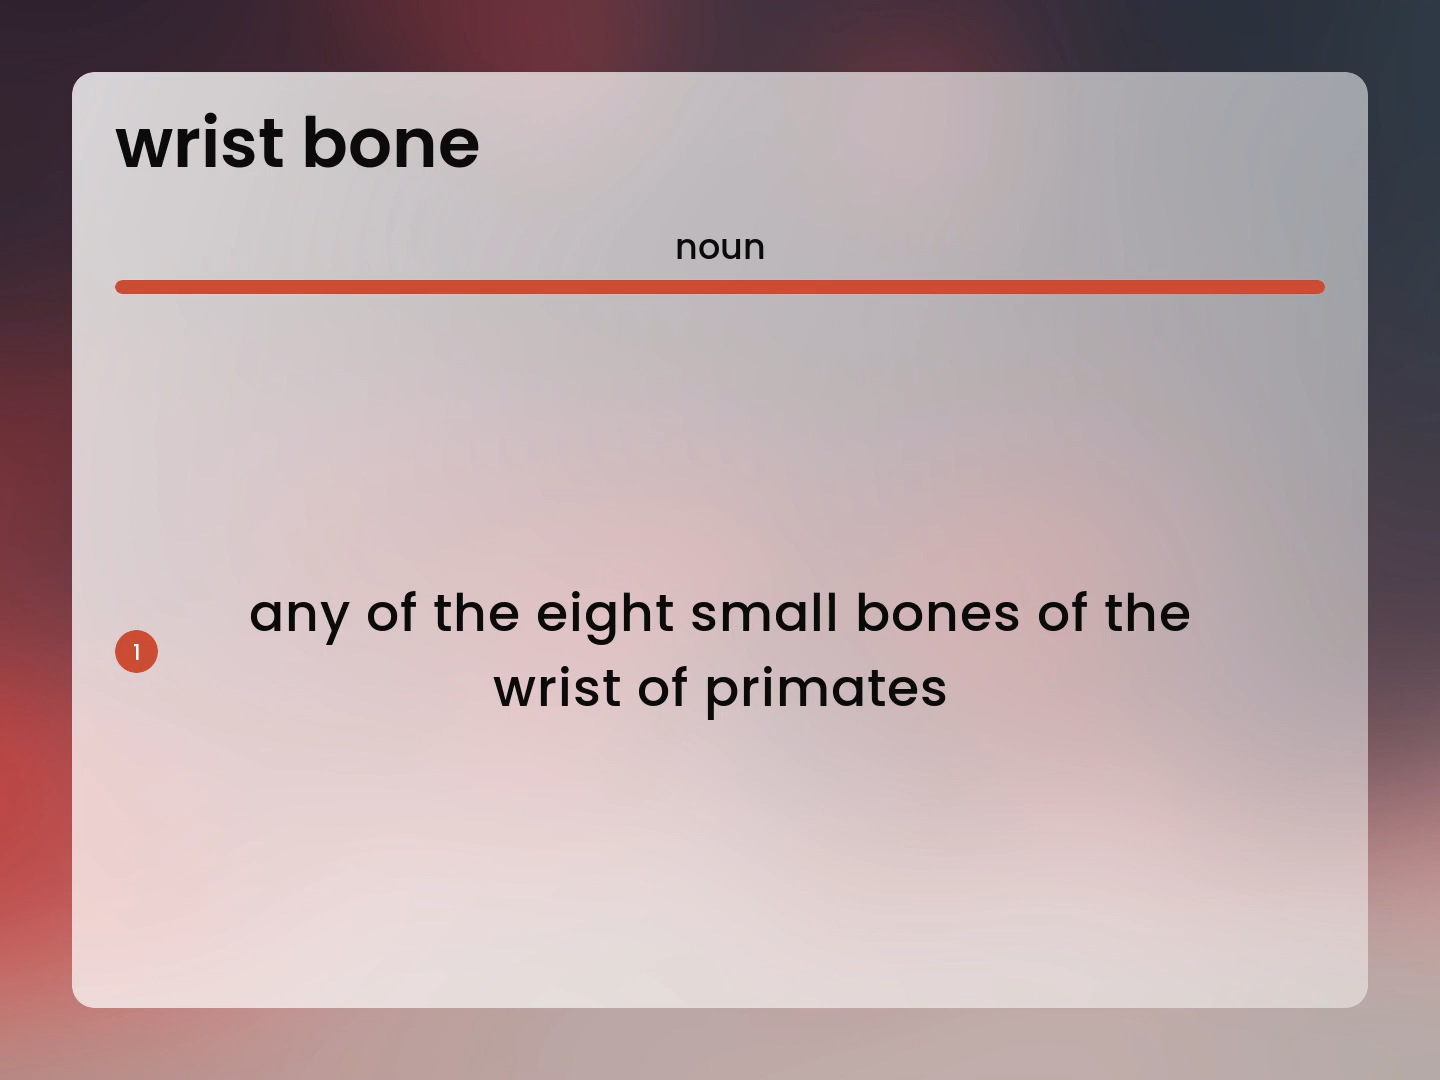 wrist bone
noun
1
any of the eight small bones of the
wrist of primates